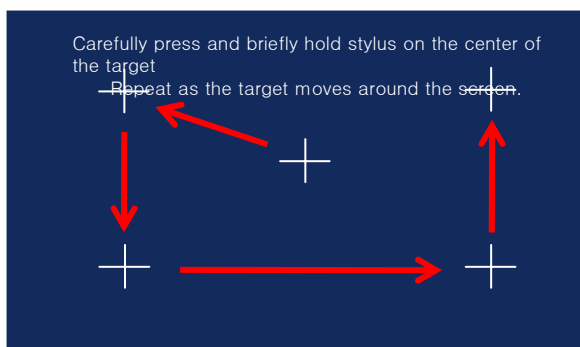 Carefully press and briefly hold stylus on the center of
the target
Repeat as the target moves around the screen.